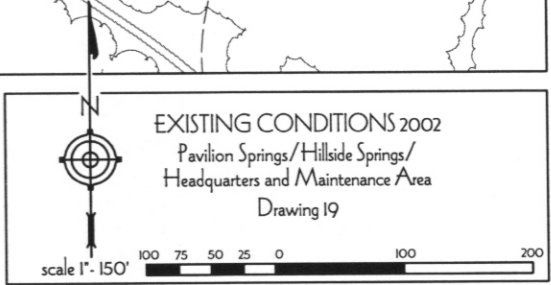 N
EXISTING CONDITIONS 2002
Pavilion Springs/Hillside Springs/
Headquarters and Maintenance Area
Drawing 19
scale 1"- 150' 100 75 50 25 0 100 200